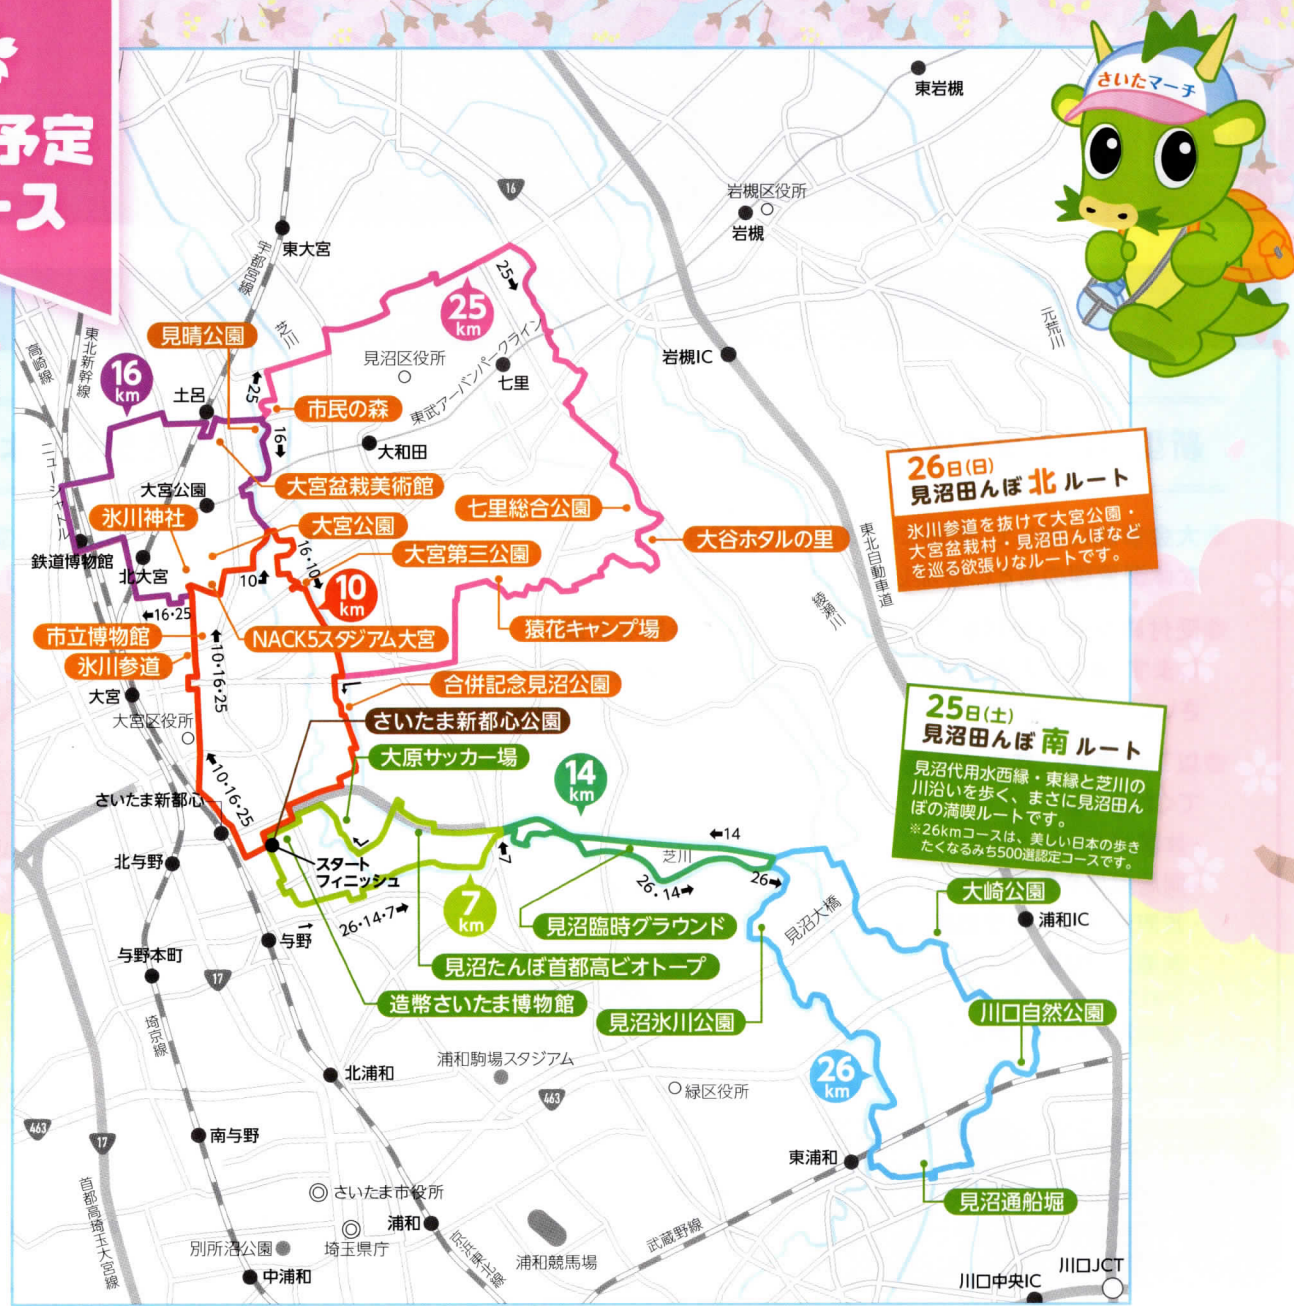 予定
ース
さいたマーチ
東岩槻
16
岩槻区役所
岩槻
東大宮
宇都宮線
25
25
km
元荒川
芝川
東北新幹線
高崎線
見晴公園
見沼区役所
東武アーバンパークライン
岩槻IC
七里
16
km
25
土呂
市民の森
16
大和田
ニューシャトル
大宮公園
大宮盆栽美術館
26日(日)
見沼田んぼ北ルート
氷川参道を抜けて大宮公園・
大宮盆栽村・見沼田んぼなど
を巡る欲張りなルートです。
七里総合公園
氷川神社
大宮公園
大谷ホタルの里
東北自動車道
鉄道博物館
北大宮
16・10
大宮第三公園
10
10
km
綾瀬川
16・25
市立博物館
NACK5スタジアム大宮
猿花キャンプ場
氷川参道
10・16・25
合併記念見沼公園
大宮
大宮区役所
さいたま新都心公園
大原サッカー場
25日(土)
見沼田んぼ南ルート
見沼代用水西縁・東縁と芝川の
川沿いを歩く、まさに見沼田ん
ぼの満喫ルートです。
※26kmコースは、美しい日本の歩き
たくなるみち500選認定コースです。
14
km
10・16・25
さいたま新都心
14
北与野
スタート
フィニッシュ
7
芝川
26・14
26
7
km
26・14・7
見沼臨時グラウンド
見沼大橋
大崎公園
浦和IC
与野
与野本町
17
見沼たんぼ首都高ビオトープ
造幣さいたま博物館
見沼氷川公園
川口自然公園
埼京線
北浦和
浦和駒場スタジアム
463
緑区役所
26
km
463
17
南与野
東浦和
首都高埼玉大宮線
さいたま市役所
見沼通船堀
浦和
埼玉県庁
別所沼公園
京浜東北線
浦和競馬場
武蔵野線
中浦和
川口JCT
川口中央IC